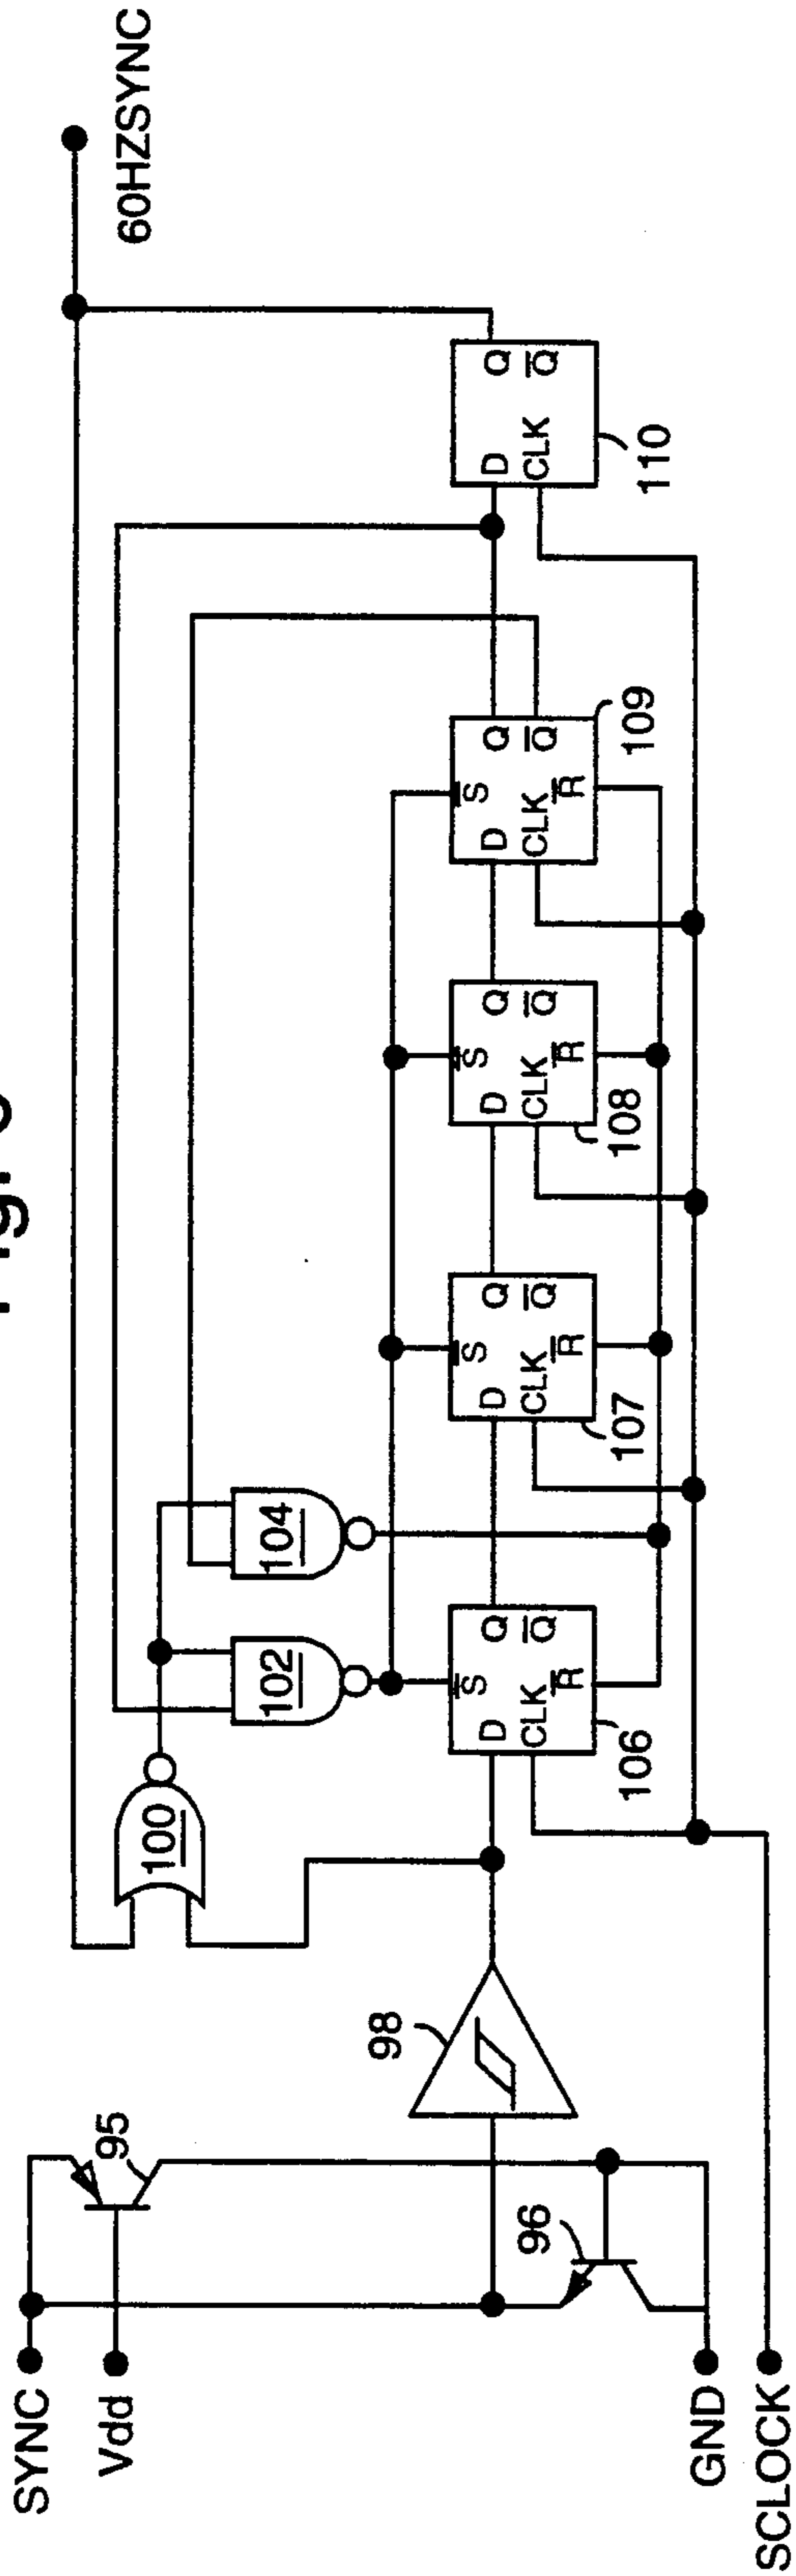 SYNC
Vdd
GND
SCLOCK
95
96
98
100
102
104
S
D
Q
CLK
Q
R
106
S
D
Q
CLK
Q
R
107
S
D
Q
CLK
Q
R
108
S
D
Q
CLK
Q
R
109
D
Q
CLK
Q
110
60HZSYNC